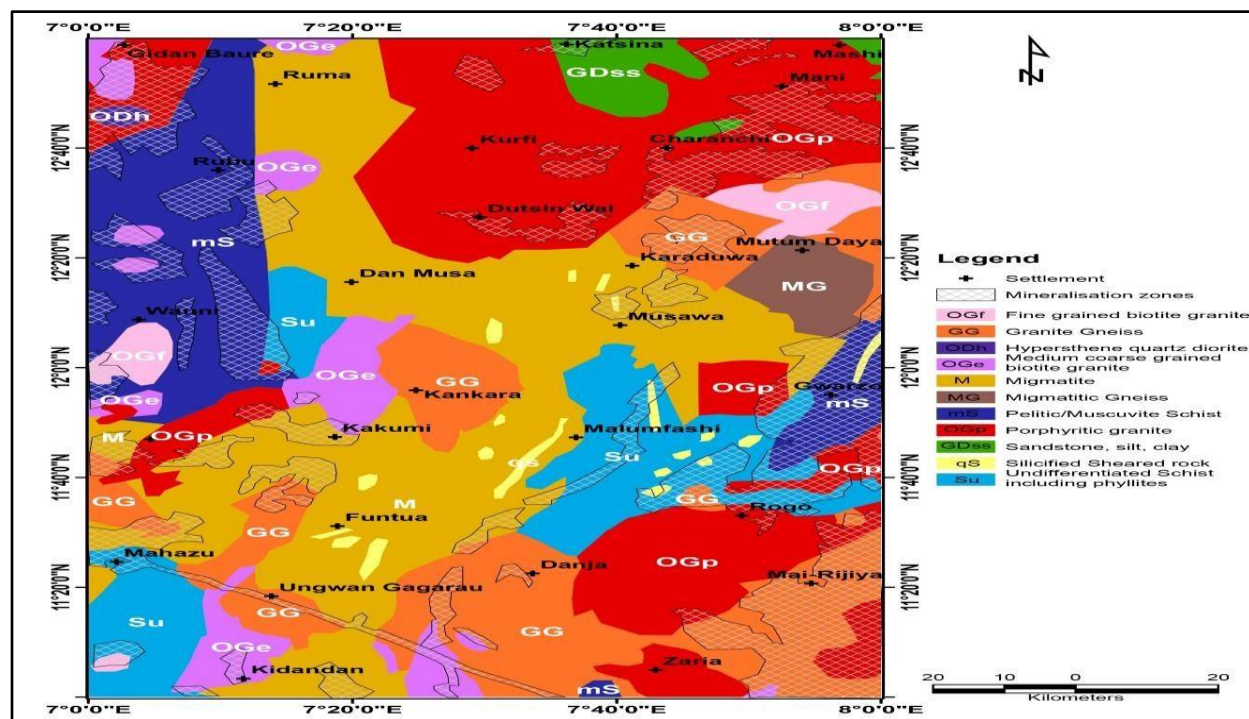 7°0'0"E 7°20'0"E 7°40'0"E 8°0'0"E
Gidan Baure
OGe
Katsina
Mashi
Ruma
GDss
Mani
ODh
12°40'0"N
Kurfi
Charanchi
OGp
12°40'0"N
Rubu
OGe
Dutsin Wai
OGf
mS
GG
Mutum Daya
12°20'0"N
Karaduwa
12°20'0"N
Dan Musa
MG
Wauni
Su
Musawa
OGf
12°0'0"N
OGe
GG
OGp
12°0'0"N
Kankara
Gwarzo
OGe
mS
M
OGp
Kakumi
Malumfashi
Su
11°40'0"N
qs
OGp
11°40'0"N
GG
M
GG
GG
Funtua
Rogo
Mahazu
Danja
OGp
Mai-Rijiya
11°20'0"N
Ungwan Gagarau
11°20'0"N
Su
GG
GG
OGe
Kidandan
Zaria
mS
7°0'0"E 7°20'0"E 7°40'0"E 8°0'0"E
N
Legend
Settlement
Mineralisation zones
OGf Fine grained biotite granite
GG Granite Gneiss
ODh Hypersthene quartz diorite
OGe Medium coarse grained
biotite granite
M Migmatite
MG Migmatitic Gneiss
mS Pelitic/Muscuvite Schist
OGp Porphyritic granite
GDss Sandstone, silt, clay
qS Silicified Sheared rock
Su Undifferentiated Schist
including phyllites
20 10 0 20
Kilometers